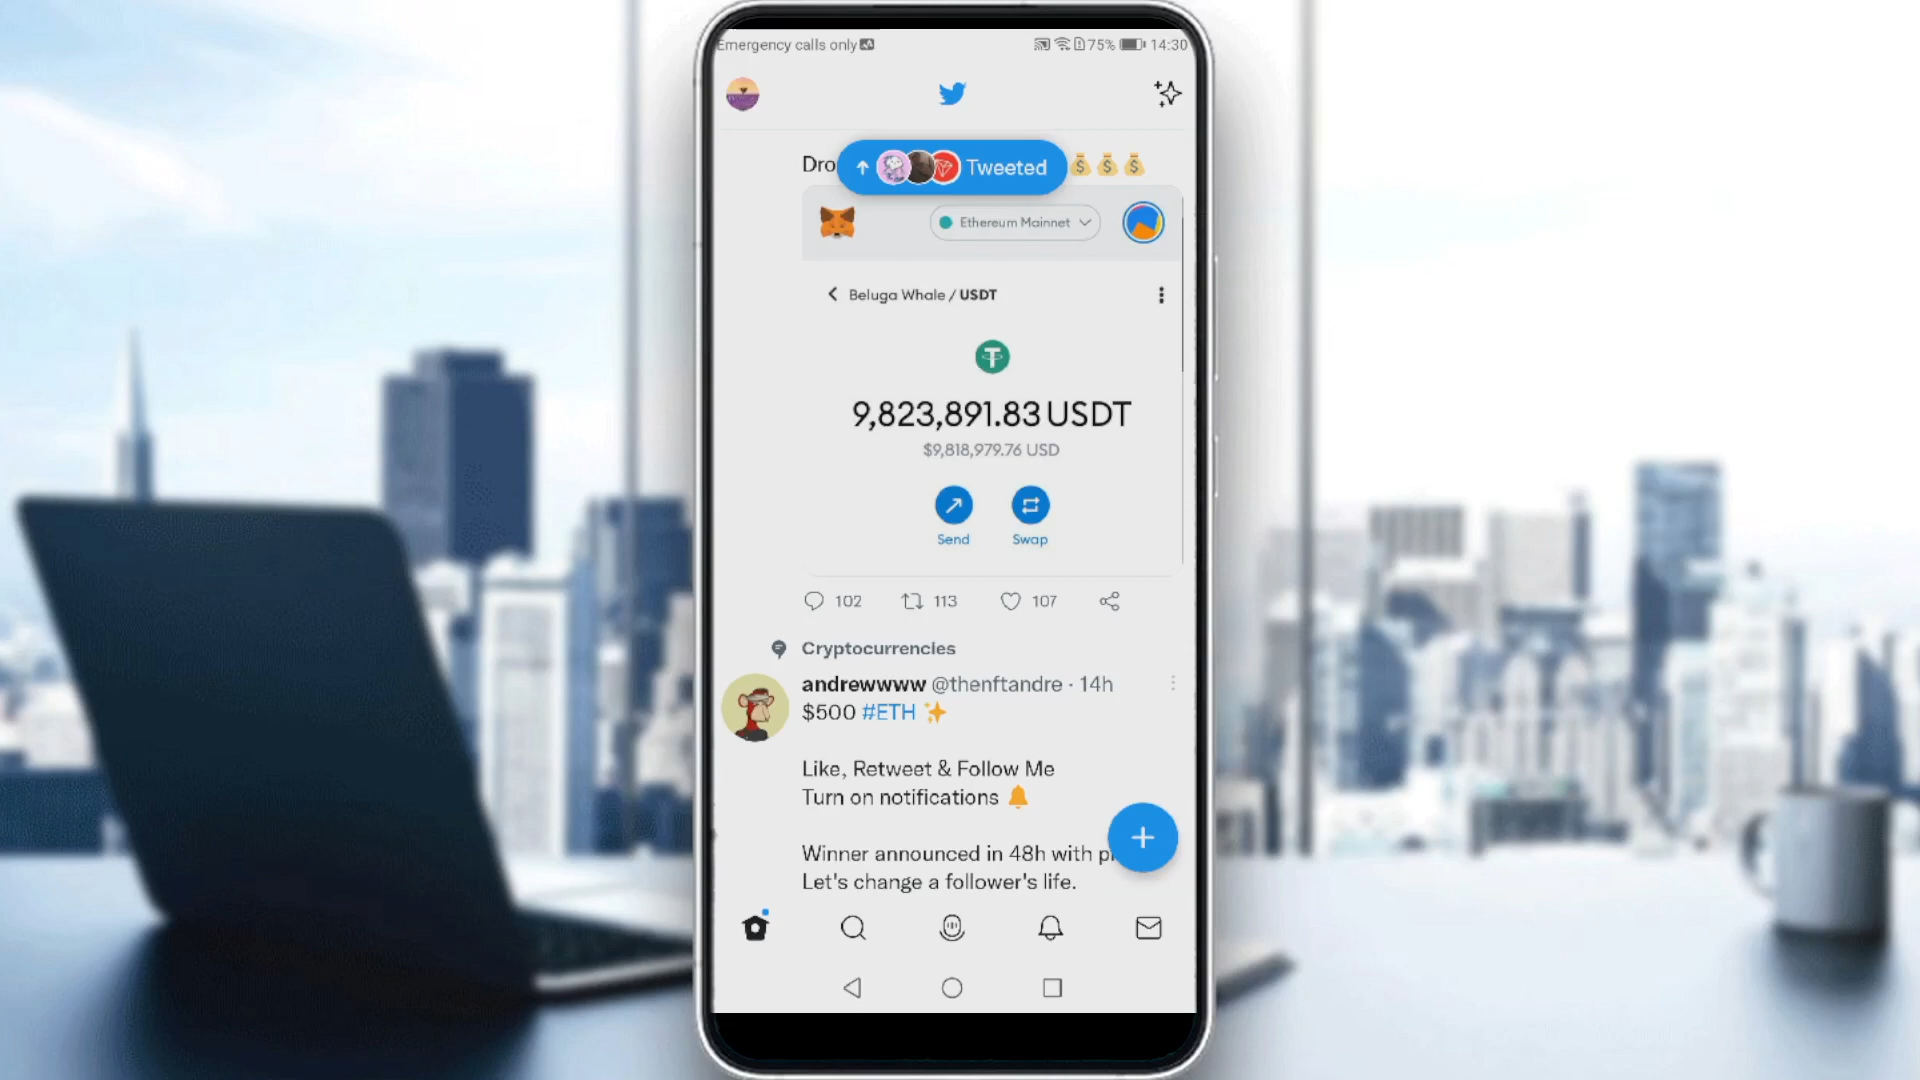 Emergency calls only 75% 14:30
Tweeted
Ethereum Mainnet
Beluga Whale / USDT
9,823,891.83 USDT
$9,818,979.76 USD
Send Swap
102 113 107
Cryptocurrencies
andrewwww @thenftandre · 14h
$500 #ETH ✨
Like, Retweet & Follow Me
Turn on notifications 🔔
Winner announced in 48h with
Let's change a follower's life.